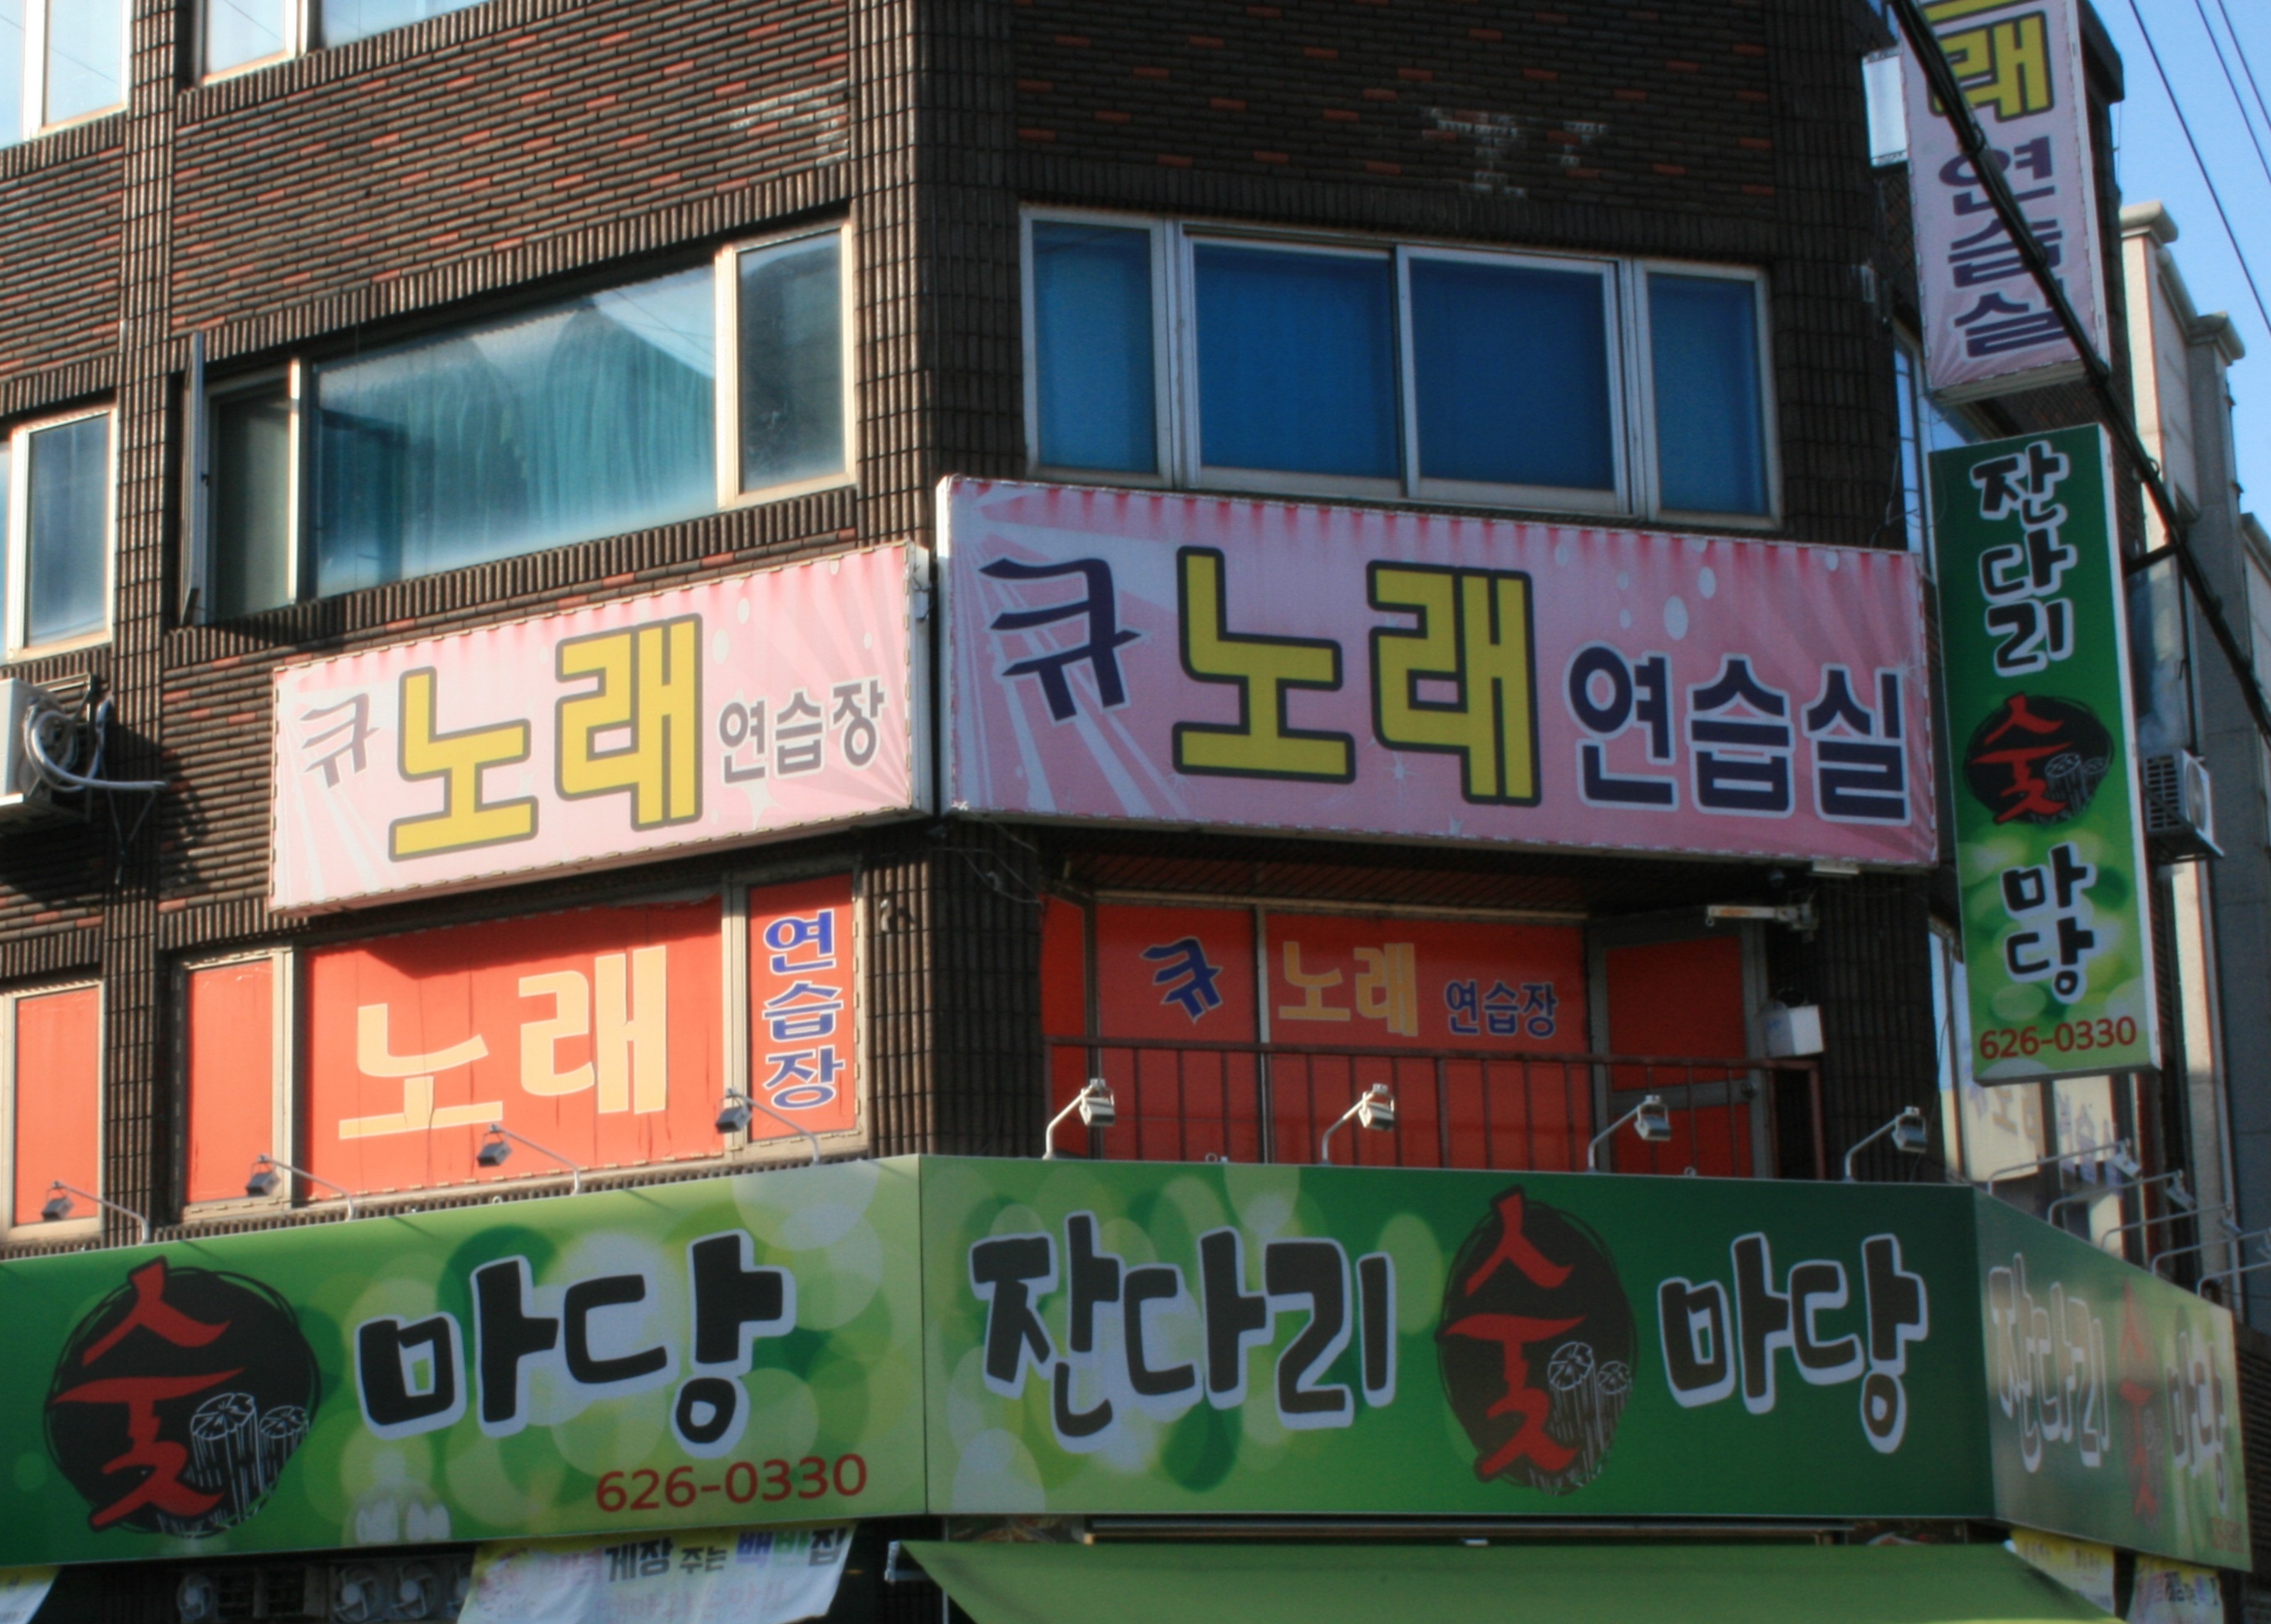 래
연
습
실
큐 노래 연습장
큐 노래 연습실
잔
다
리
숯
마
당
626-0330
노래
연
습
장
큐 노래 연습장
숯 마당
626-0330
잔다리 숯 마당
잔다리 숯 마당
게장 주는 백반집